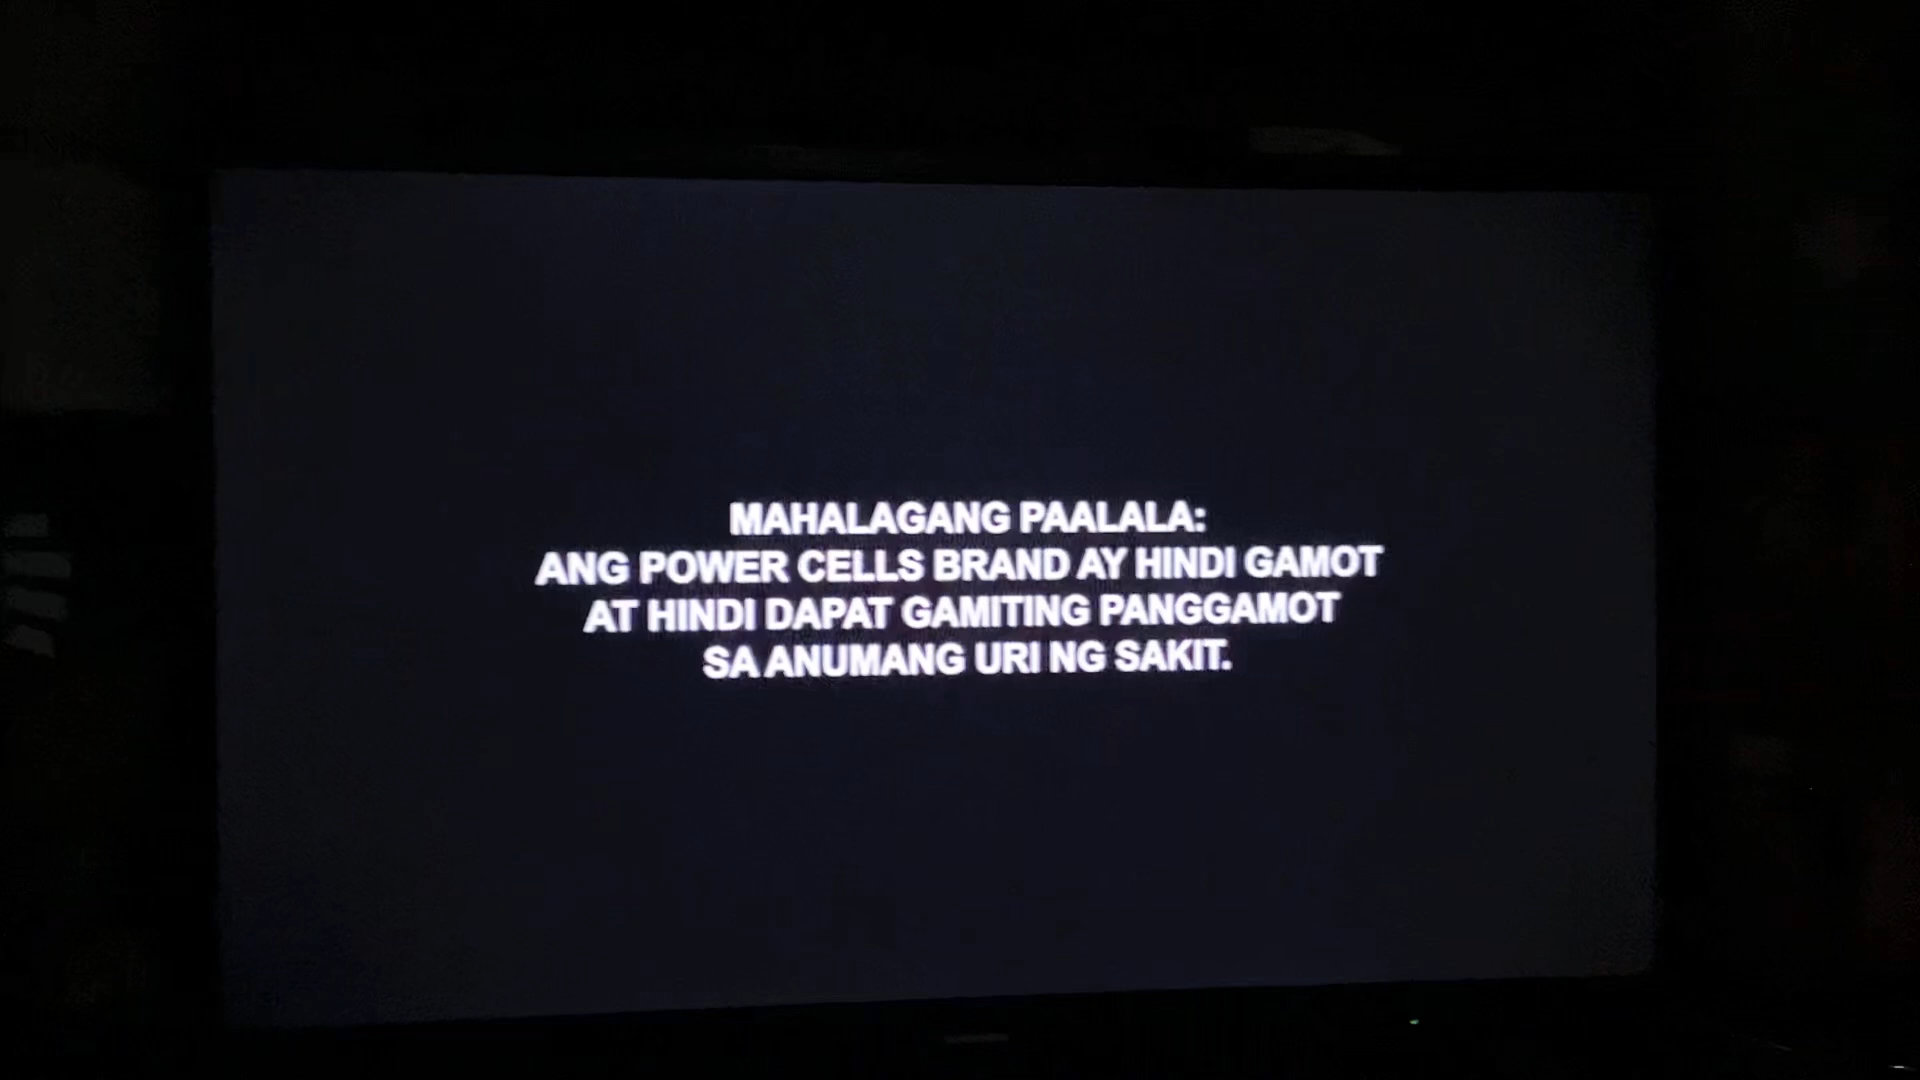 MAHALAGANG PAALALA:
ANG POWER CELLS BRAND AY HINDI GAMOT
AT HINDI DAPAT GAMITING PANGGAMOT
SA ANUMANG URI NG SAKIT.